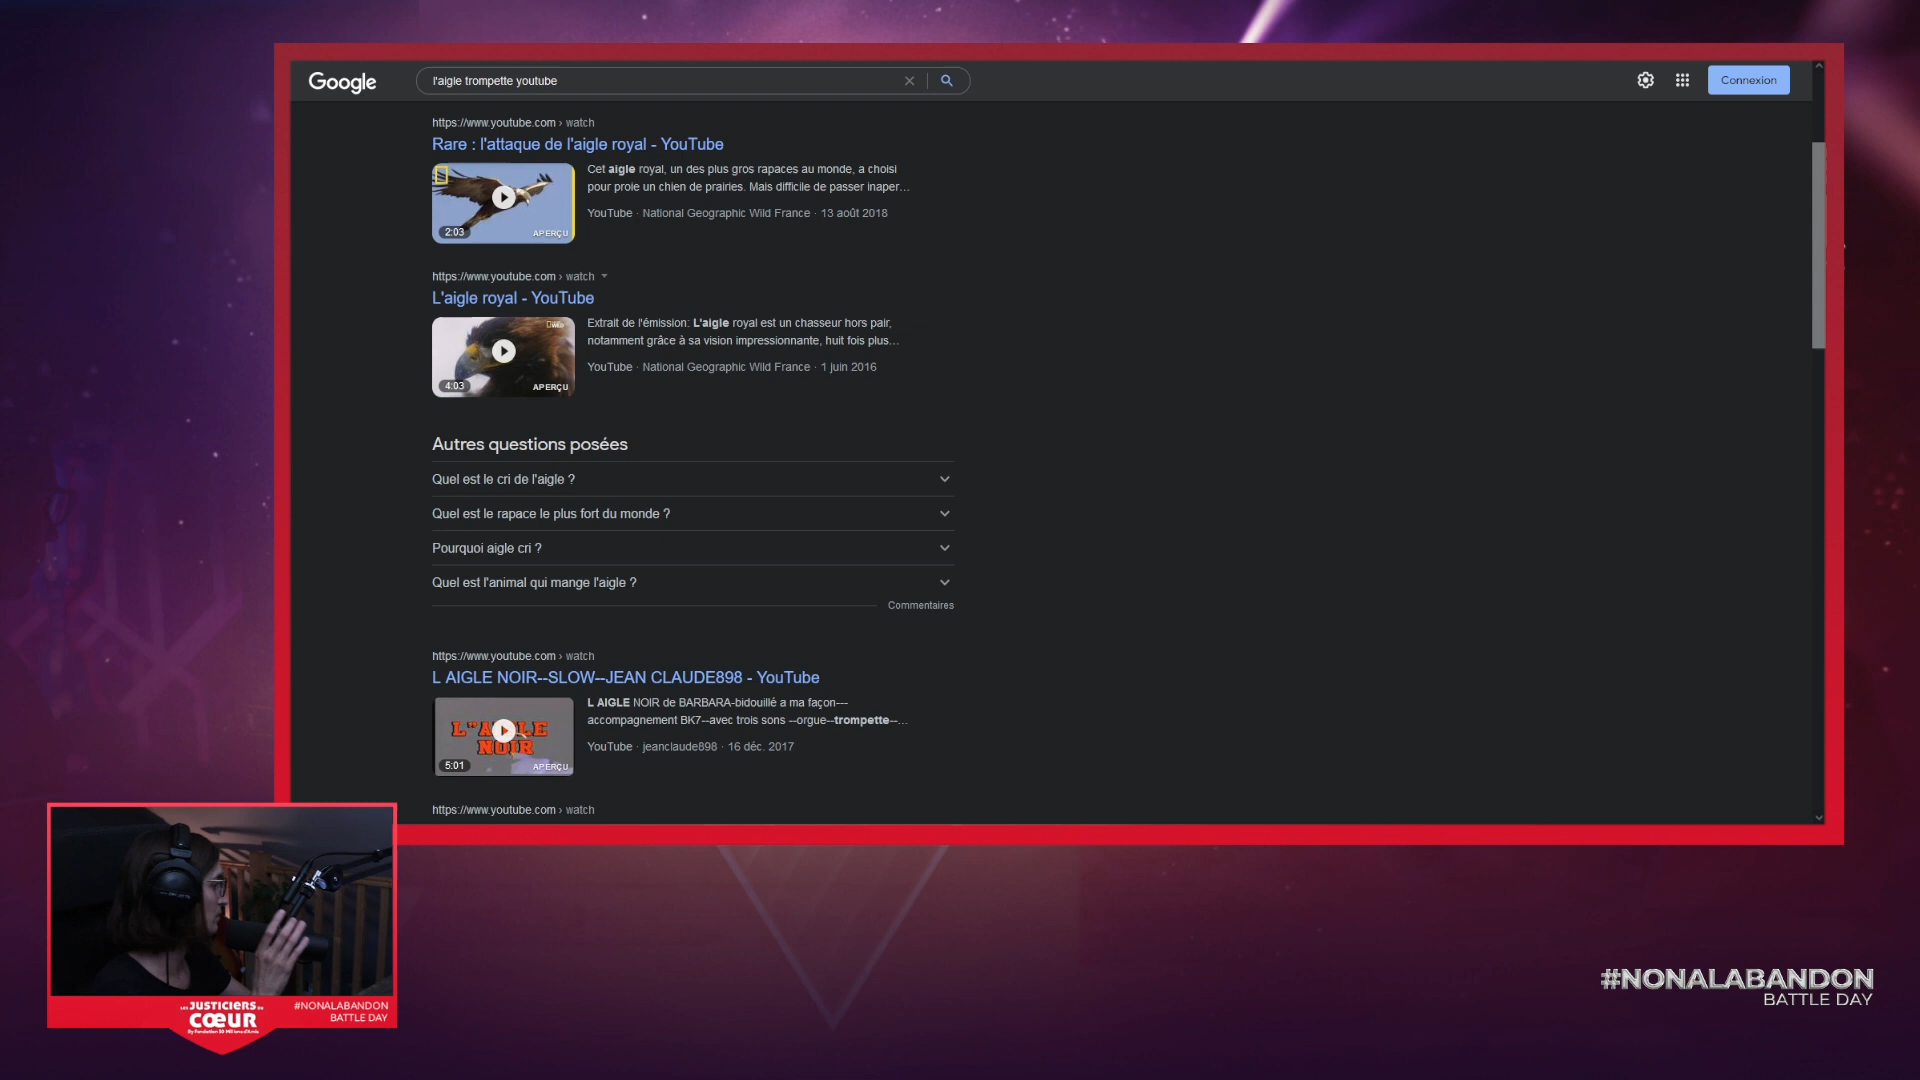 Google
l'aigle trompette youtube
Connexion
https://www.youtube.com › watch
Rare : l'attaque de l'aigle royal - YouTube
Cet aigle royal, un des plus gros rapaces au monde, a choisi
pour proie un chien de prairies. Mais difficile de passer inaper...
2:03
APERÇU
YouTube · National Geographic Wild France · 13 août 2018
https://www.youtube.com › watch
L'aigle royal - YouTube
Extrait de l'émission: L'aigle royal est un chasseur hors pair,
notamment grâce à sa vision impressionnante, huit fois plus...
4:03
APERÇU
YouTube · National Geographic Wild France · 1 juin 2016
Autres questions posées
Quel est le cri de l'aigle ?
Quel est le rapace le plus fort du monde ?
Pourquoi aigle cri ?
Quel est l'animal qui mange l'aigle ?
Commentaires
https://www.youtube.com › watch
L AIGLE NOIR--SLOW--JEAN CLAUDE898 - YouTube
L AIGLE NOIR de BARBARA-bidouillé a ma façon---
accompagnement BK7--avec trois sons --orgue--trompette--...
NOIR
5:01
APERÇU
YouTube · jeanclaude898 · 16 déc. 2017
https://www.youtube.com › watch
#NONALABANDON
BATTLE DAY
LES JUSTICIERS DU
CŒUR
By Fondation 30 Millions d'Amis
#NONALABANDON
BATTLE DAY